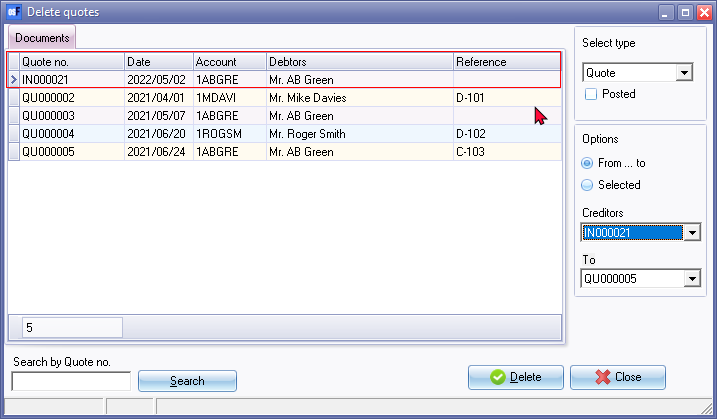 Delete quotes
Documents
Quote no. Date Account Debtors Reference
IN000021 2022/05/02 1ABGRE Mr. AB Green
QU000002 2021/04/01 1MDAVI Mr. Mike Davies D-101
QU000003 2021/05/07 1ABGRE Mr. AB Green
QU000004 2021/06/20 1ROGSM Mr. Roger Smith D-102
QU000005 2021/06/24 1ABGRE Mr. AB Green C-103
5
Search by Quote no.
Search
Delete
Close
Select type
Quote
Posted
Options
From ... to
Selected
Creditors
IN000021
To
QU000005